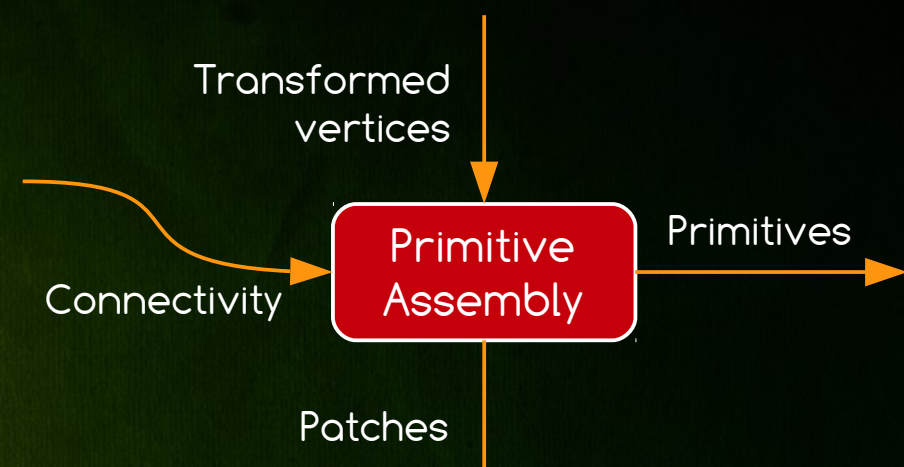 Transformed
vertices
Primitives
Primitive
Assembly
Connectivity
Patches